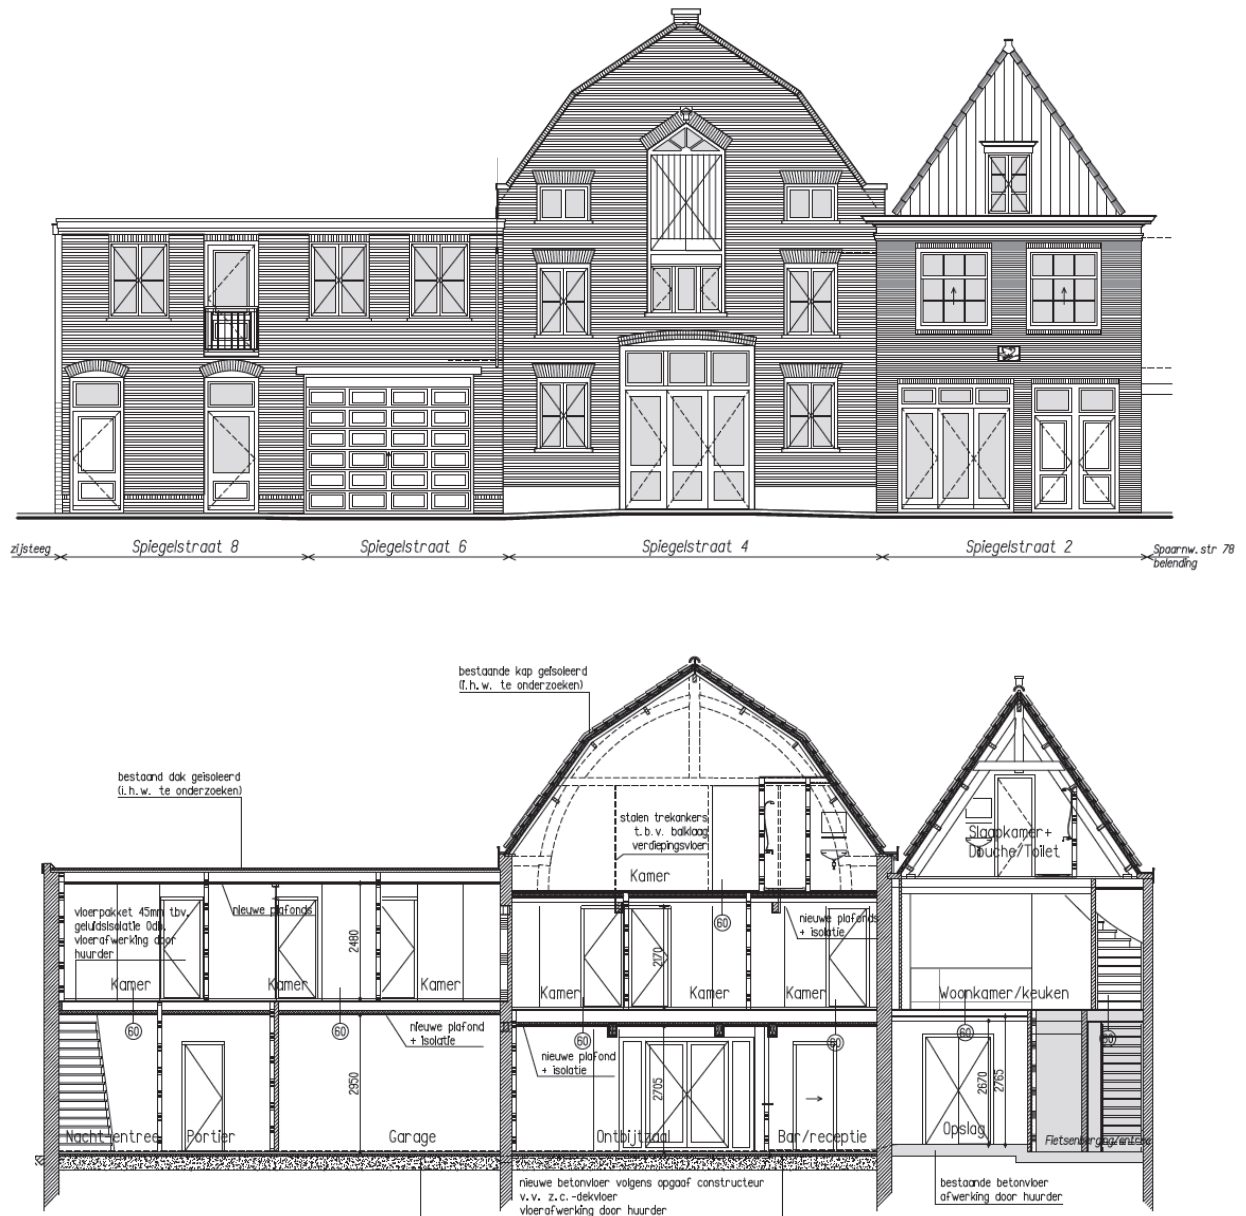 zijsteeg
Spiegelstraat 8
Spiegelstraat 6
Spiegelstraat 4
Spiegelstraat 2
Spaarnw. str 78
belending
bestaande kap geïsoleerd
(i.h.w. te onderzoeken)
bestaand dak geïsoleerd
(i.h.w. te onderzoeken)
stalen trekankers
t.b.v. balklaag
verdiepingsvloer
Kamer
Slaapkamer+
Douche/Toilet
vloerpakket 45mm tbv.
geluidsisolatie 0db.
vloerafwerking door
huurder
nieuwe plafonds
2480
Kamer
Kamer
Kamer
60
60
2170
60
nieuwe plafonds
+ isolatie
Kamer
Kamer
Kamer
Woonkamer/keuken
60
60
60
60
60
nieuwe plafond
+ isolatie
nieuwe plafond
+ isolatie
2950
2705
2670
2765
Nacht-entree
Portier
Garage
Ontbijtzaal
Bar/receptie
Opslag
Fietsenberging/entree
nieuwe betonvloer volgens opgaaf constructeur
v.v. z.c.-dekvloer
vloerafwerking door huurder
bestaande betonvloer
afwerking door huurder